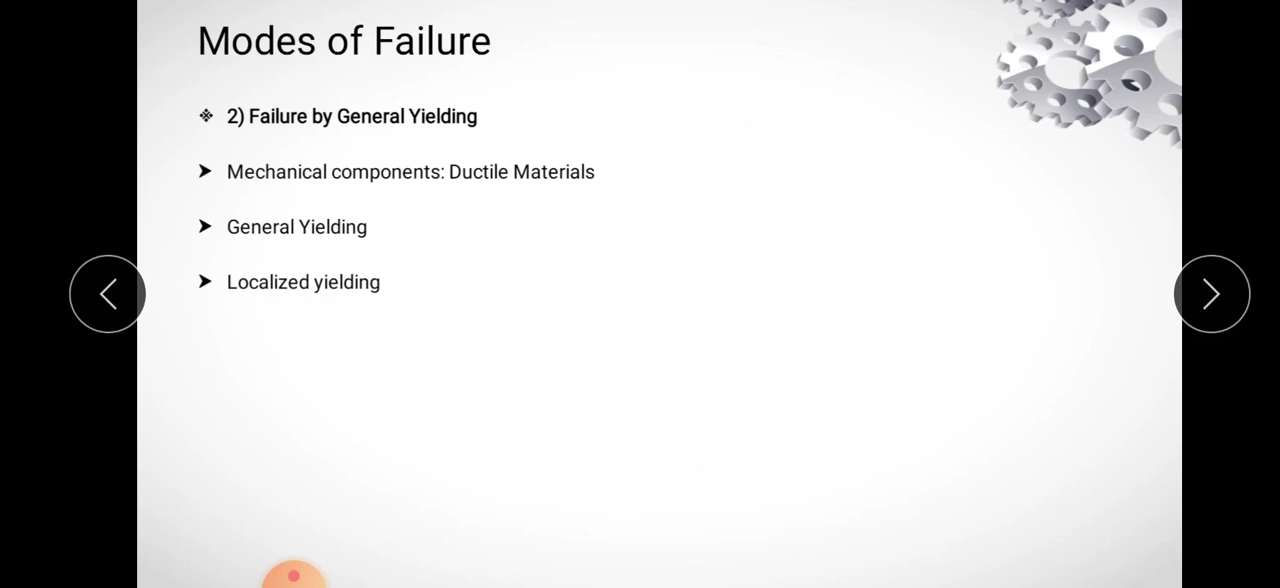 Modes of Failure
2) Failure by General Yielding
Mechanical components: Ductile Materials
General Yielding
Localized yielding